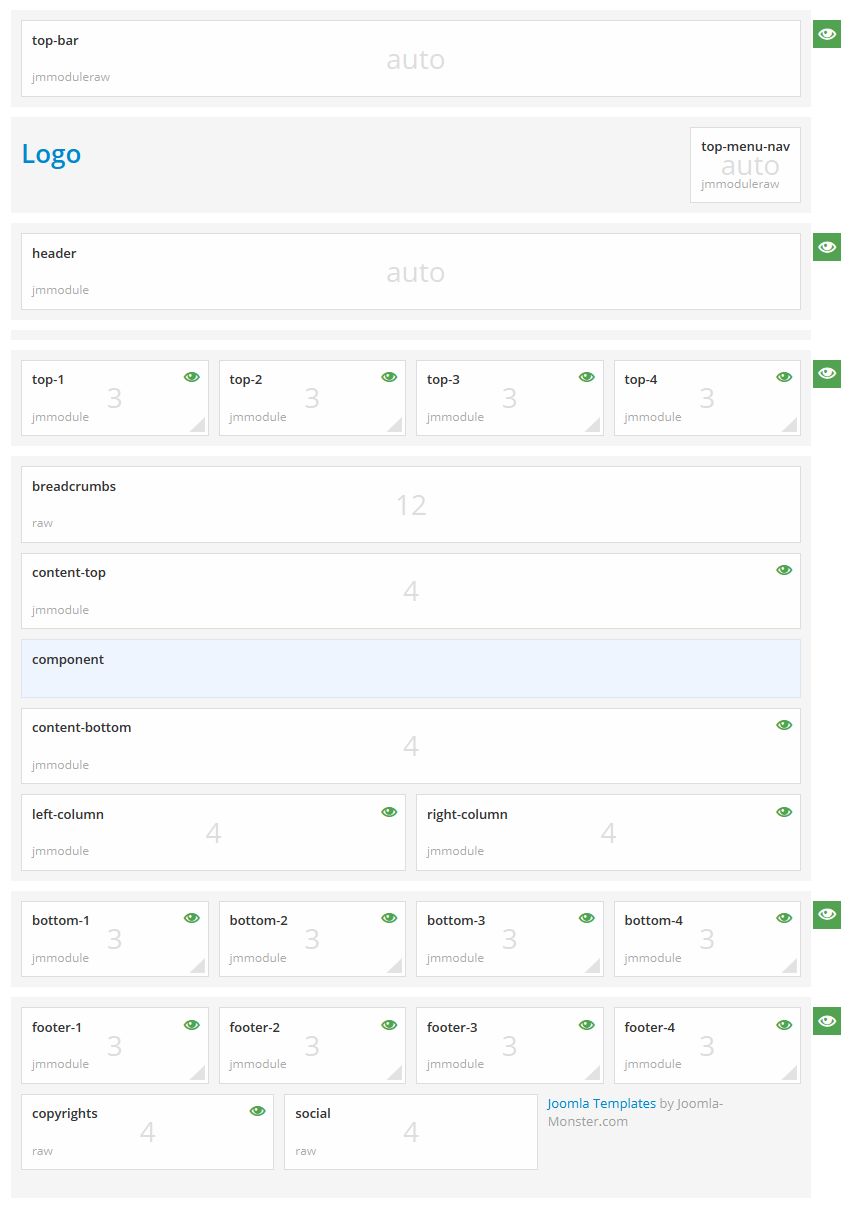 top-bar
auto
jmmoduleraw
Logo
top-menu-nav
auto
jmmoduleraw
header
auto
jmmodule
top-1 top-2 top-3 top-4
3 3 3 3
jmmodule jmmodule jmmodule jmmodule
breadcrumbs
12
raw
content-top
4
jmmodule
component
content-bottom
4
jmmodule
left-column right-column
4 4
jmmodule jmmodule
bottom-1 bottom-2 bottom-3 bottom-4
3 3 3 3
jmmodule jmmodule jmmodule jmmodule
footer-1 footer-2 footer-3 footer-4
3 3 3 3
jmmodule jmmodule jmmodule jmmodule
copyrights
4
raw
social
4
raw
Joomla Templates by Joomla-
Monster.com